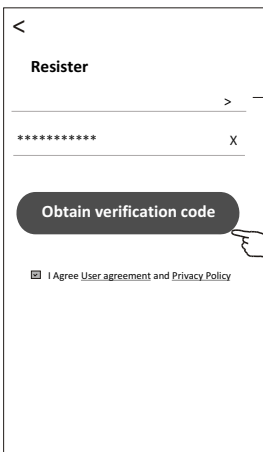 <
Resister
>
*********** X
Obtain verification code
I Agree User agreement and Privacy Policy